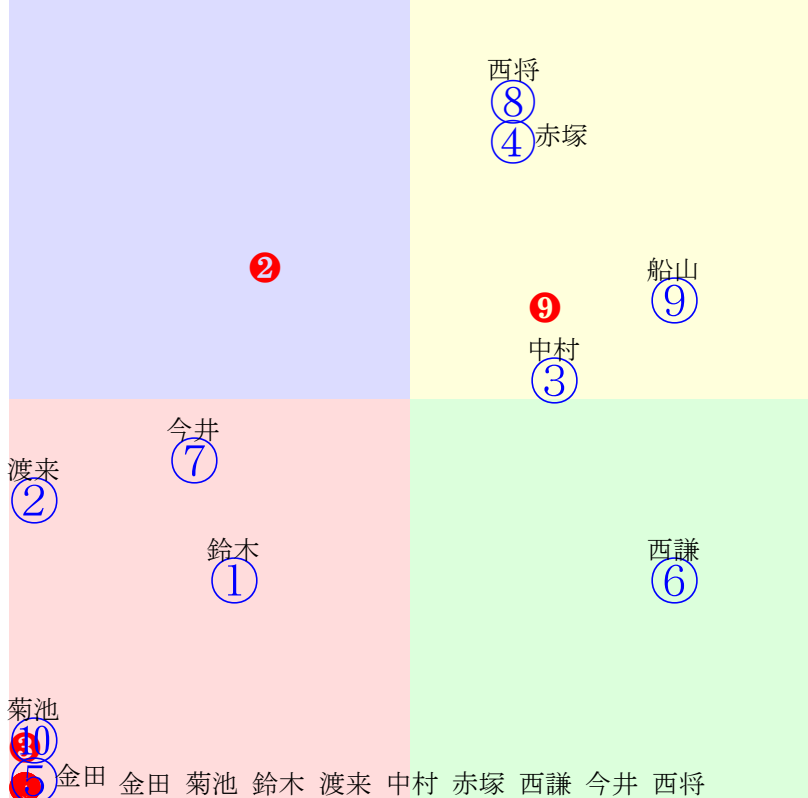 西将
⑧
④赤塚
❷
船山
⑨
❾
中村
③
今井
⑦
渡来
②
鈴木
①
西謙
⑥
菊池
⑩
⑤金田 金田 菊池 鈴木 渡来 中村 赤塚 西謙 今井 西将